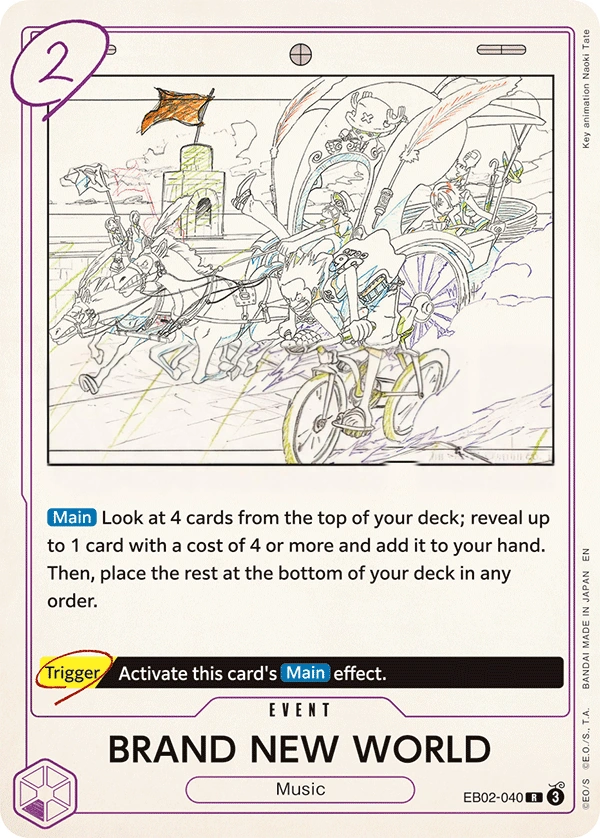 2
Key animation Naoki Tate
Main Look at 4 cards from the top of your deck; reveal up
to 1 card with a cost of 4 or more and add it to your hand.
Then, place the rest at the bottom of your deck in any
order.
Trigger Activate this card's Main effect.
EVENT
BRAND NEW WORLD
Music
EB02-040 R 3
©EO/S ©E.O./S., T.A. BANDAI MADE IN JAPAN EN